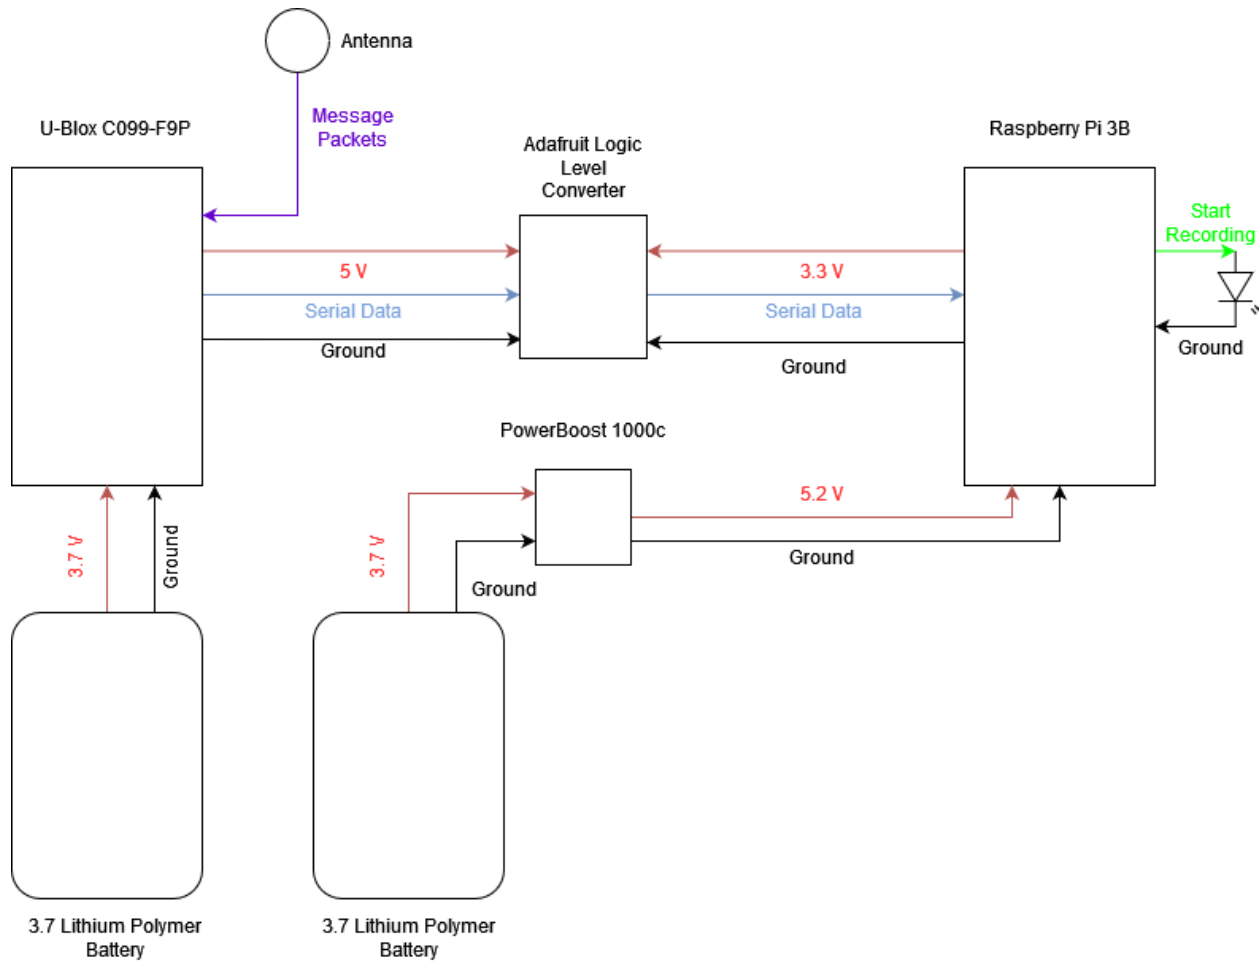 Antenna
Message
Packets
U-Blox C099-F9P
Adafruit Logic
Level
Converter
Raspberry Pi 3B
Start
Recording
5 V
3.3 V
Serial Data
Serial Data
Ground
Ground
Ground
PowerBoost 1000c
5.2 V
3.7 V
Ground
3.7 V
Ground
Ground
3.7 Lithium Polymer
Battery
3.7 Lithium Polymer
Battery